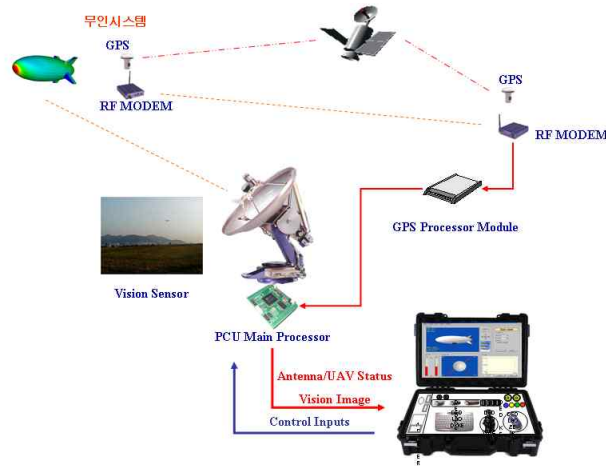 무인시스템
GPS
RF MODEM
GPS
RF MODEM
GPS Processor Module
Vision Sensor
PCU Main Processor
Antenna/UAV Status
Vision Image
Control Inputs